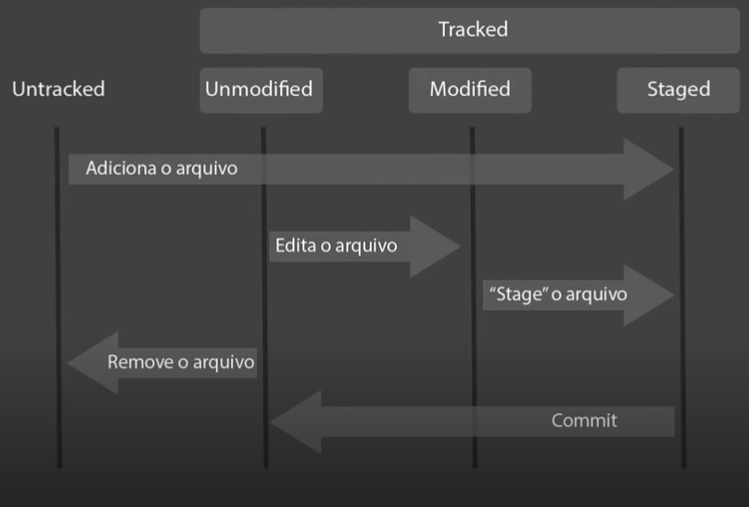 Tracked
Untracked
Unmodified
Modified
Staged
Adiciona o arquivo
Edita o arquivo
“Stage” o arquivo
Remove o arquivo
Commit